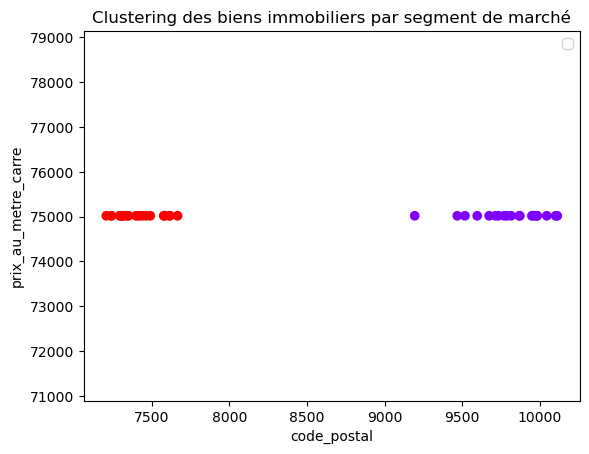 Clustering des biens immobiliers par segment de marché
79000
78000
77000
76000
75000
74000
73000
72000
71000
prix_au_metre_carre
7500 8000 8500 9000 9500 10000
code_postal